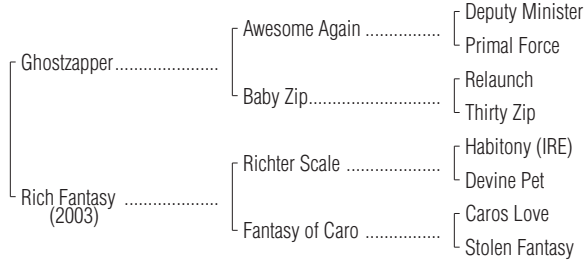 Deputy Minister
Awesome Again ..................
Primal Force
Ghostzapper.......................
Relaunch
Baby Zip...............................
Thirty Zip
Habitony (IRE)
Richter Scale ......................
Devine Pet
Rich Fantasy .....................
(2003)
Caros Love
Fantasy of Caro ..................
Stolen Fantasy